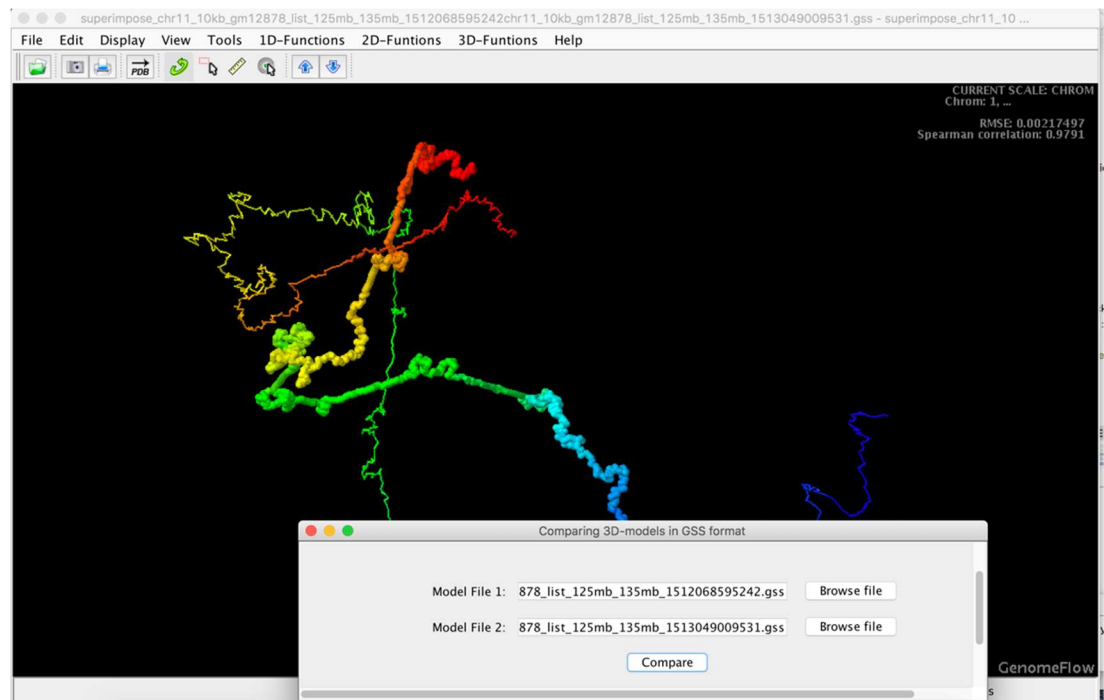 superimpose_chr11_10kb_gm12878_list_125mb_135mb_1512068595242chr11_10kb_gm12878_list_125mb_135mb_1513049009531.gss - superimpose_chr11_10 ...
File Edit Display View Tools 1D-Functions 2D-Funtions 3D-Funtions Help
PDB
CURRENT SCALE: CHROM
Chrom: 1, ...
RMSE: 0.00217497
Spearman correlation: 0.9791
Comparing 3D-models in GSS format
Model File 1: 878_list_125mb_135mb_1512068595242.gss Browse file
Model File 2: 878_list_125mb_135mb_1513049009531.gss Browse file
Compare
GenomeFlow